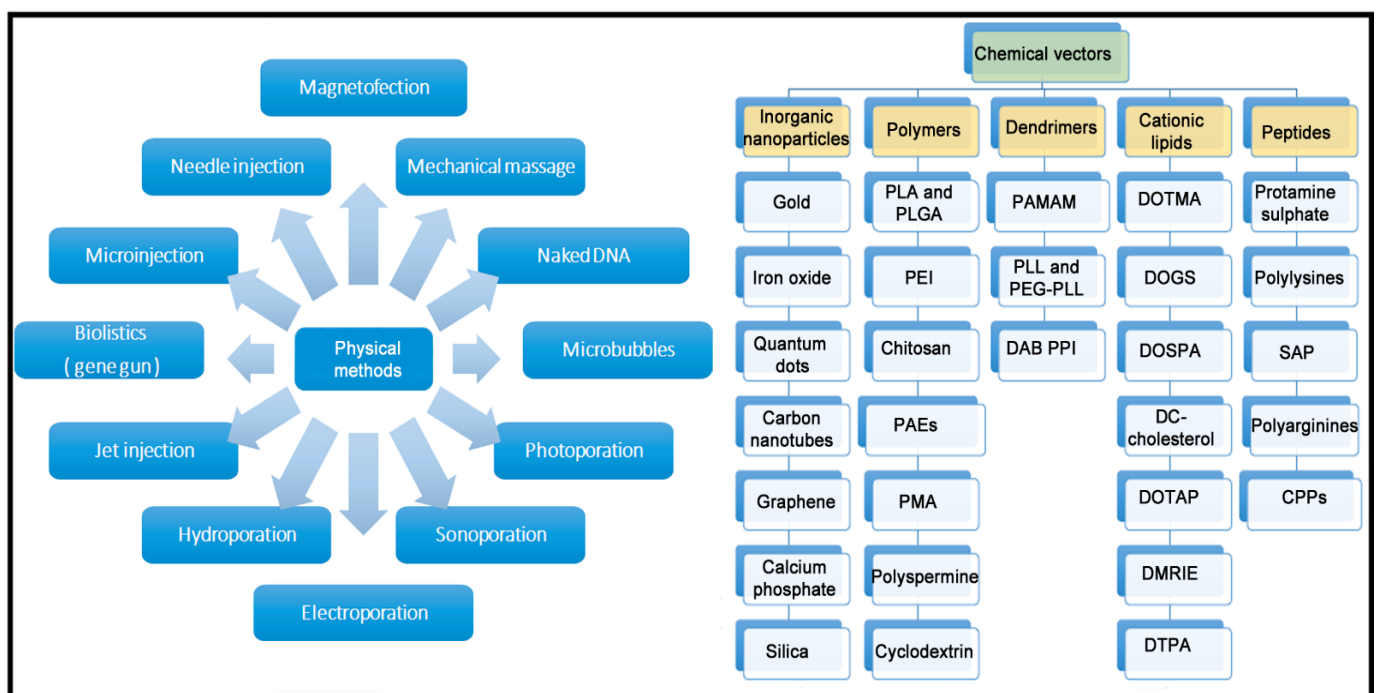 Magnetofection
Needle injection
Mechanical massage
Microinjection
Naked DNA
Biolistics
( gene gun)
Physical
methods
Microbubbles
Jet injection
Photoporation
Hydroporation
Sonoporation
Electroporation
Chemical vectors
Inorganic
nanoparticles
Gold
Iron oxide
Quantum
dots
Carbon
nanotubes
Graphene
Calcium
phosphate
Silica
Polymers
PLA and
PLGA
PEI
Chitosan
PAEs
PMA
Polyspermine
Cyclodextrin
Dendrimers
PAMAM
PLL and
PEG-PLL
DAB PPI
Cationic
lipids
DOTMA
DOGS
DOSPA
DC-
cholesterol
DOTAP
DMRIE
DTPA
Peptides
Protamine
sulphate
Polylysines
SAP
Polyarginines
CPPs